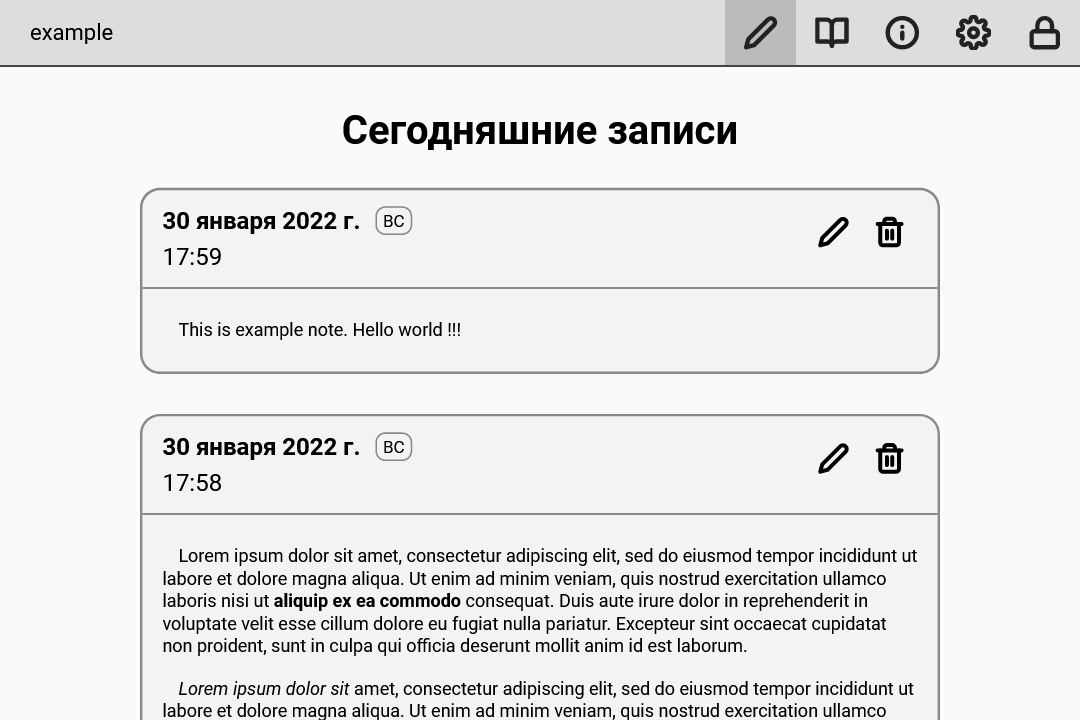 example
Сегодняшние записи
30 января 2022 г. ВС
17:59
This is example note. Hello world !!!
30 января 2022 г. ВС
17:58
Lorem ipsum dolor sit amet, consectetur adipiscing elit, sed do eiusmod tempor incididunt ut
labore et dolore magna aliqua. Ut enim ad minim veniam, quis nostrud exercitation ullamco
laboris nisi ut aliquip ex ea commodo consequat. Duis aute irure dolor in reprehenderit in
voluptate velit esse cillum dolore eu fugiat nulla pariatur. Excepteur sint occaecat cupidatat
non proident, sunt in culpa qui officia deserunt mollit anim id est laborum.
Lorem ipsum dolor sit amet, consectetur adipiscing elit, sed do eiusmod tempor incididunt ut
labore et dolore magna aliqua. Ut enim ad minim veniam, quis nostrud exercitation ullamco